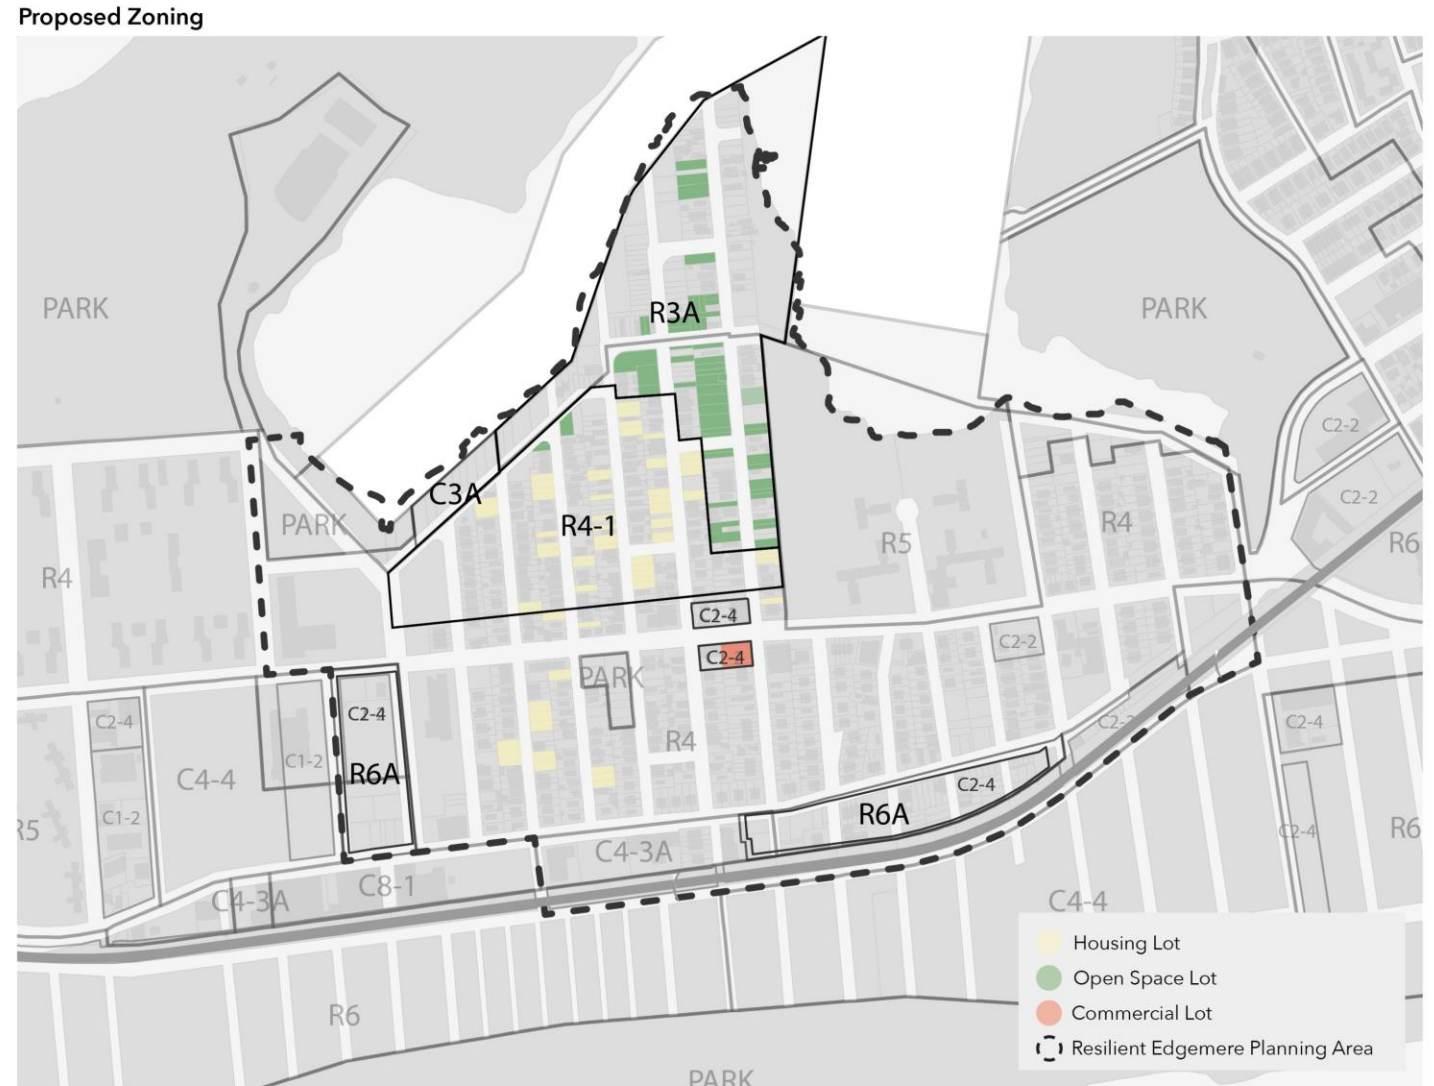 Proposed Zoning
PARK
R3A
PARK
C2-2
C3A
C2-2
PARK
R4-1
R4
R5
R6
R4
C2-4
C2-2
C2-4
PARK
C2-4
C2-4
C2-4
R4
C1-2
C4-4
R6A
C2-4
R6A
C1-2
R5
C2-4
R6
C4-3A
C8-1
C4-3A
C4-4
R6
PARK
Housing Lot
Open Space Lot
Commercial Lot
Resilient Edgemere Planning Area